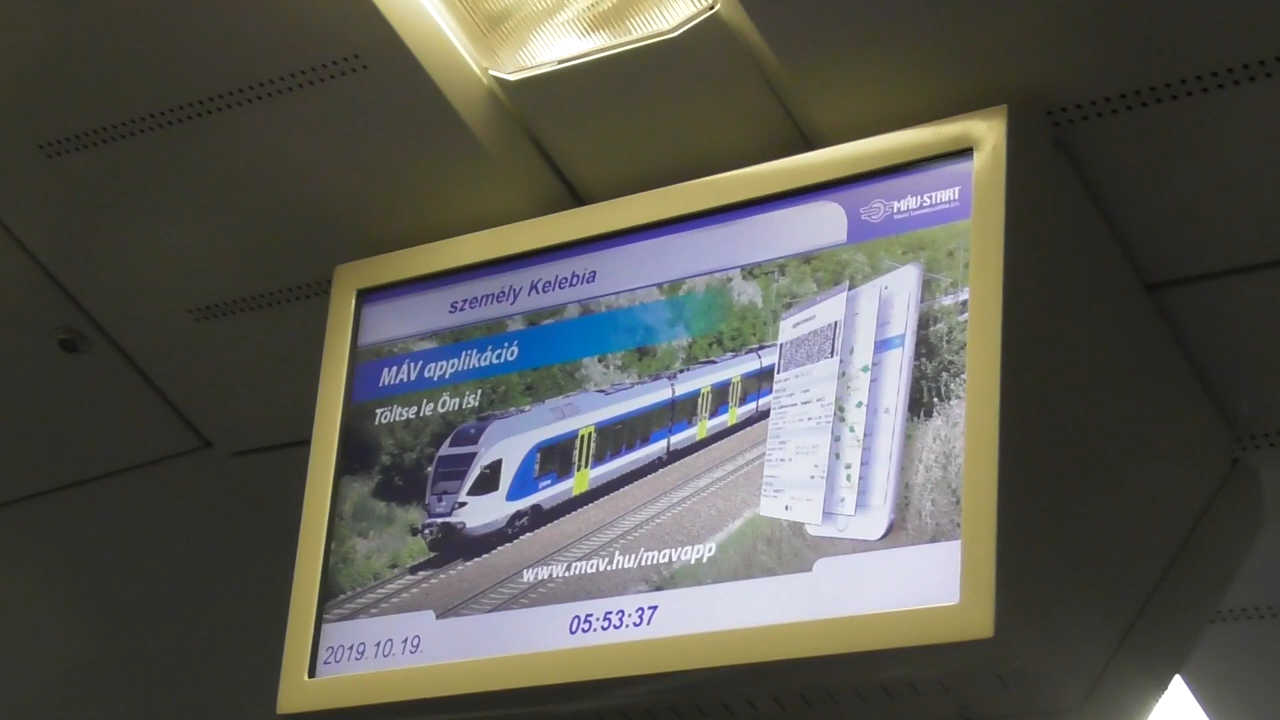 MÁV-START
személy Kelebia
MÁV applikáció
Töltse le Ön is!
www.mav.hu/mavapp
05:53:37
2019.10.19.